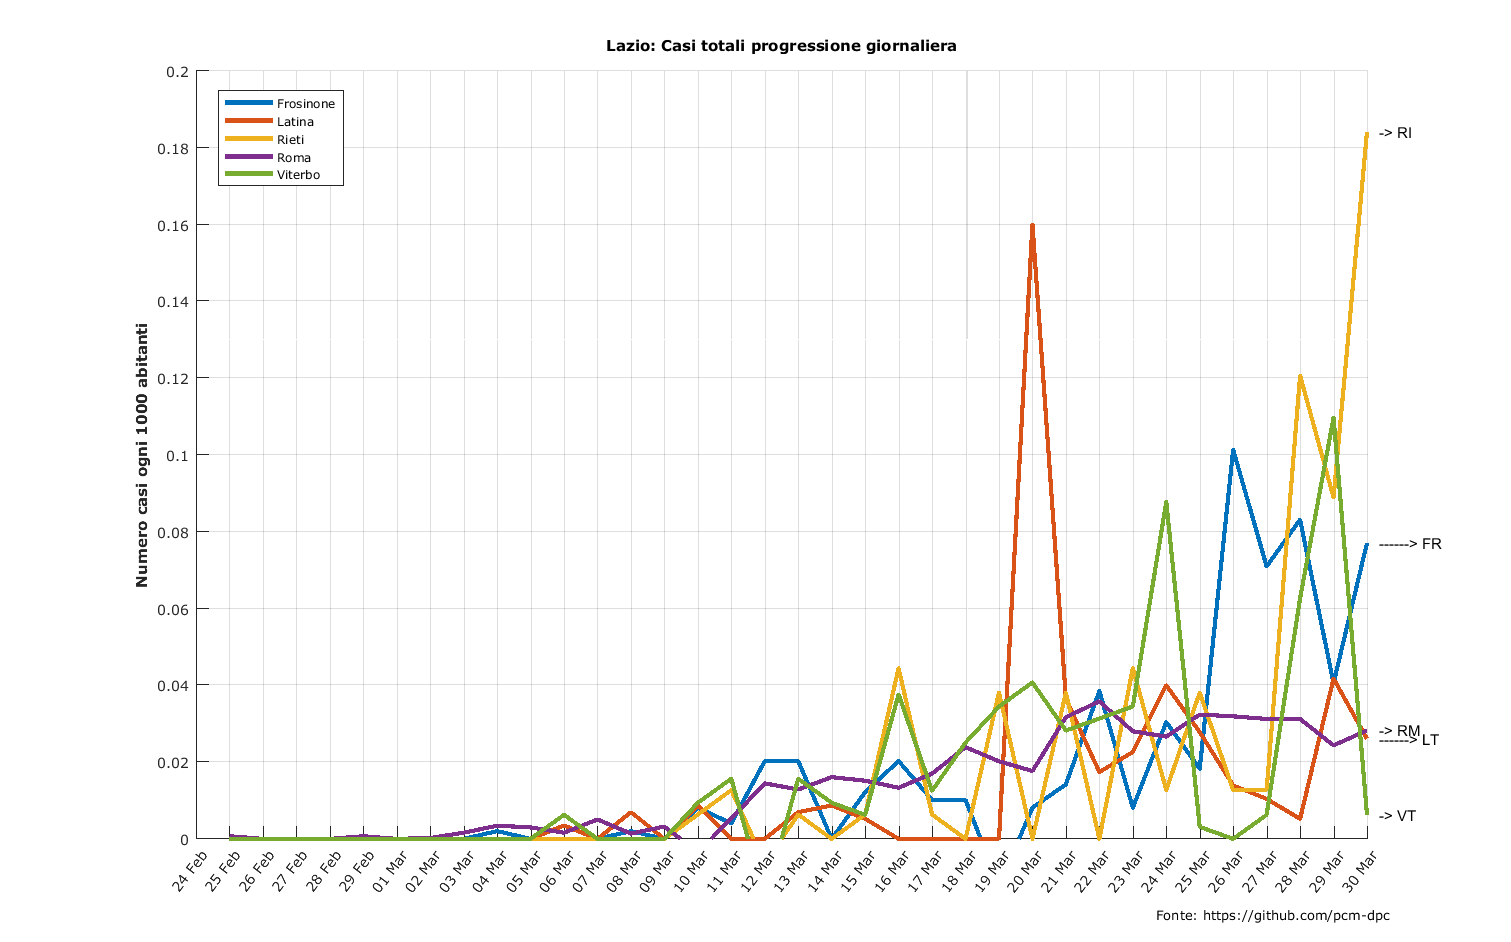 Lazio: Casi totali progressione giornaliera
Frosinone
Latina
Rieti
Roma
Viterbo
Numero casi ogni 1000 abitanti
0.2
0.18
0.16
0.14
0.12
0.1
0.08
0.06
0.04
0.02
0
-> RI
------> FR
-> RM
------> LT
-> VT
24 Feb
25 Feb
26 Feb
27 Feb
28 Feb
29 Feb
01 Mar
02 Mar
03 Mar
04 Mar
05 Mar
06 Mar
07 Mar
08 Mar
09 Mar
10 Mar
11 Mar
12 Mar
13 Mar
14 Mar
15 Mar
16 Mar
17 Mar
18 Mar
19 Mar
20 Mar
21 Mar
22 Mar
23 Mar
24 Mar
25 Mar
26 Mar
27 Mar
28 Mar
29 Mar
30 Mar
Fonte: https://github.com/pcm-dpc